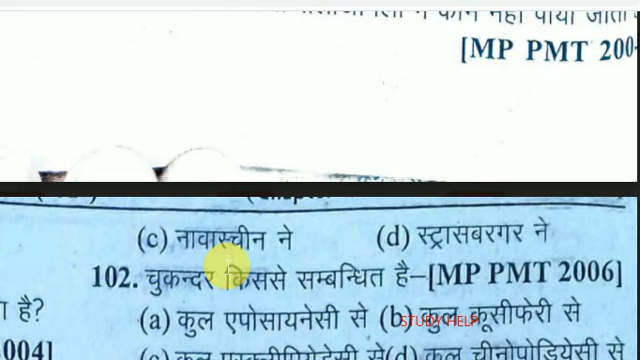 [MP PMT 200
(c) नावास्चीन ने (d) स्ट्रासबरगर ने
102. चुकन्दर किससे सम्बन्धित है–[MP PMT 2006]
है?
(a) कुल एपोसायनेसी से (b) कुल क्रूसीफेरी से
STUDY HELP
004]
(d) कुल चीनोपोडियेसी से